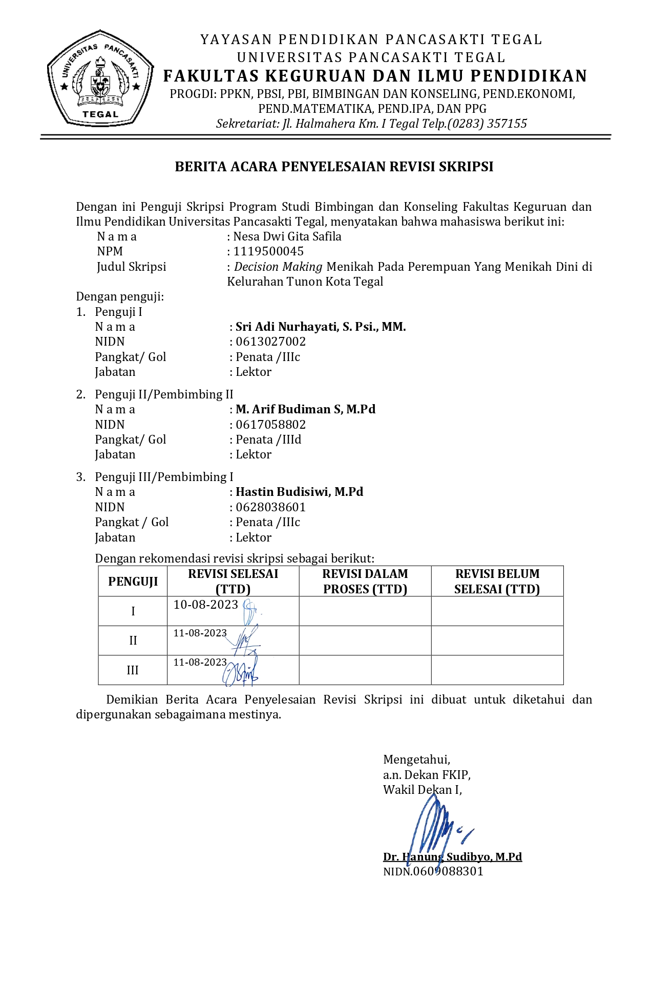 UNIVERSITAS PANCASAKTI
TEGAL
YAYASAN PENDIDIKAN PANCASAKTI TEGAL
UNIVERSITAS PANCASAKTI TEGAL
FAKULTAS KEGURUAN DAN ILMU PENDIDIKAN
PROGDI: PPKN, PBSI, PBI, BIMBINGAN DAN KONSELING, PEND.EKONOMI,
PEND.MATEMATIKA, PEND.IPA, DAN PPG
Sekretariat: Jl. Halmahera Km. I Tegal Telp.(0283) 357155
BERITA ACARA PENYELESAIAN REVISI SKRIPSI
Dengan ini Penguji Skripsi Program Studi Bimbingan dan Konseling Fakultas Keguruan dan
Ilmu Pendidikan Universitas Pancasakti Tegal, menyatakan bahwa mahasiswa berikut ini:
N a m a : Nesa Dwi Gita Safila
NPM : 1119500045
Judul Skripsi : Decision Making Menikah Pada Perempuan Yang Menikah Dini di
Kelurahan Tunon Kota Tegal
Dengan penguji:
1. Penguji I
N a m a : Sri Adi Nurhayati, S. Psi., MM.
NIDN : 0613027002
Pangkat/ Gol : Penata /IIIc
Jabatan : Lektor
2. Penguji II/Pembimbing II
N a m a : M. Arif Budiman S, M.Pd
NIDN : 0617058802
Pangkat/ Gol : Penata /IIId
Jabatan : Lektor
3. Penguji III/Pembimbing I
N a m a : Hastin Budisiwi, M.Pd
NIDN : 0628038601
Pangkat / Gol : Penata /IIIc
Jabatan : Lektor
Dengan rekomendasi revisi skripsi sebagai berikut:
PENGUJI REVISI SELESAI (TTD) REVISI DALAM PROSES (TTD) REVISI BELUM SELESAI (TTD)
I 10-08-2023
II 11-08-2023
III 11-08-2023
Demikian Berita Acara Penyelesaian Revisi Skripsi ini dibuat untuk diketahui dan
dipergunakan sebagaimana mestinya.
Mengetahui,
a.n. Dekan FKIP,
Wakil Dekan I,
Dr. Hanung Sudibyo, M.Pd
NIDN.0609088301